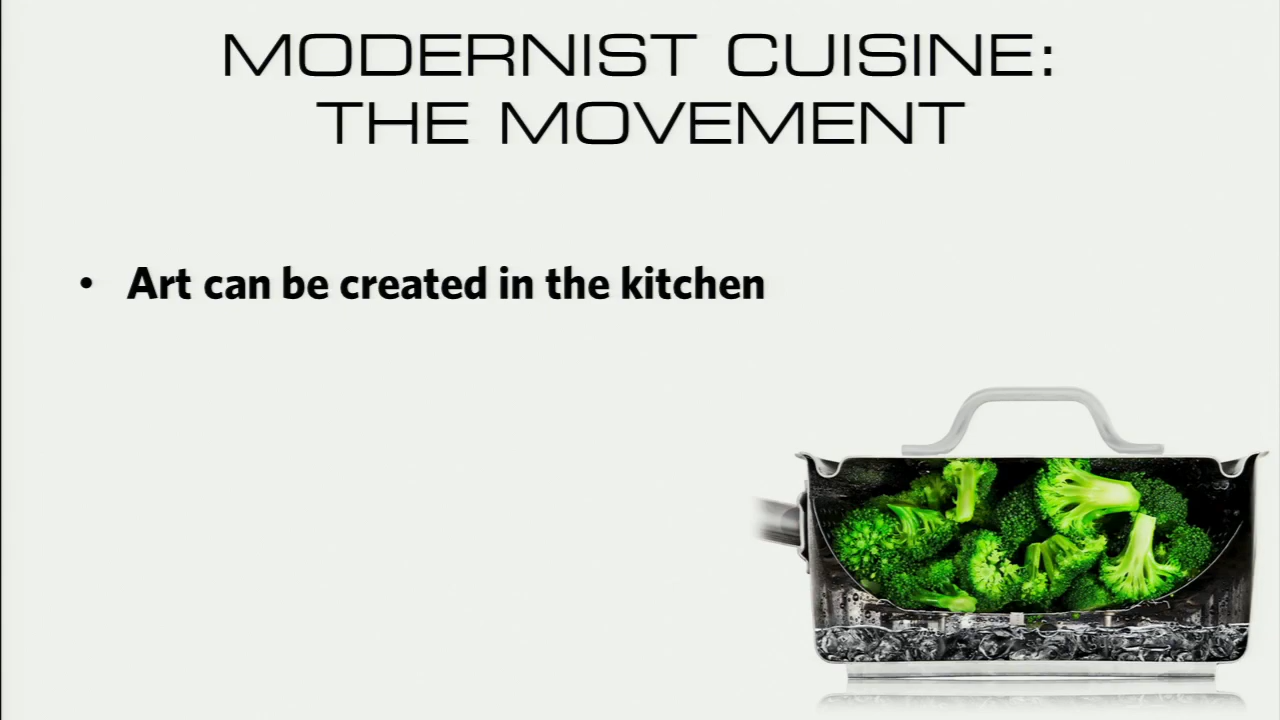 MODERNIST CUISINE:
THE MOVEMENT
• Art can be created in the kitchen